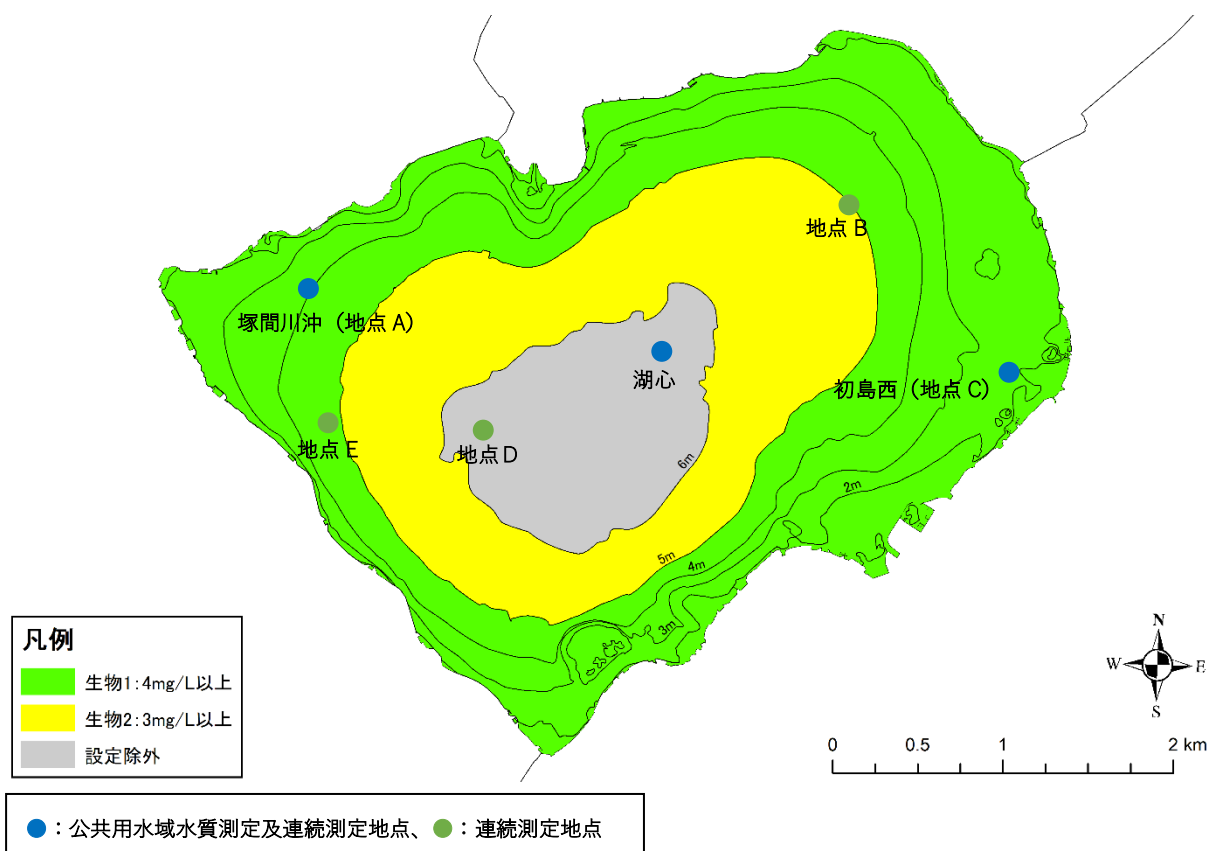 地点 B
塚間川沖（地点 A）
湖心
初島西（地点 C）
地点 E
地点 D
6m
2m
5m
4m
3m
凡例
生物1:4mg/L以上
生物2:3mg/L以上
設定除外
N
W
E
S
0 0.5 1 2 km
●：公共用水域水質測定及連続測定地点、●：連続測定地点